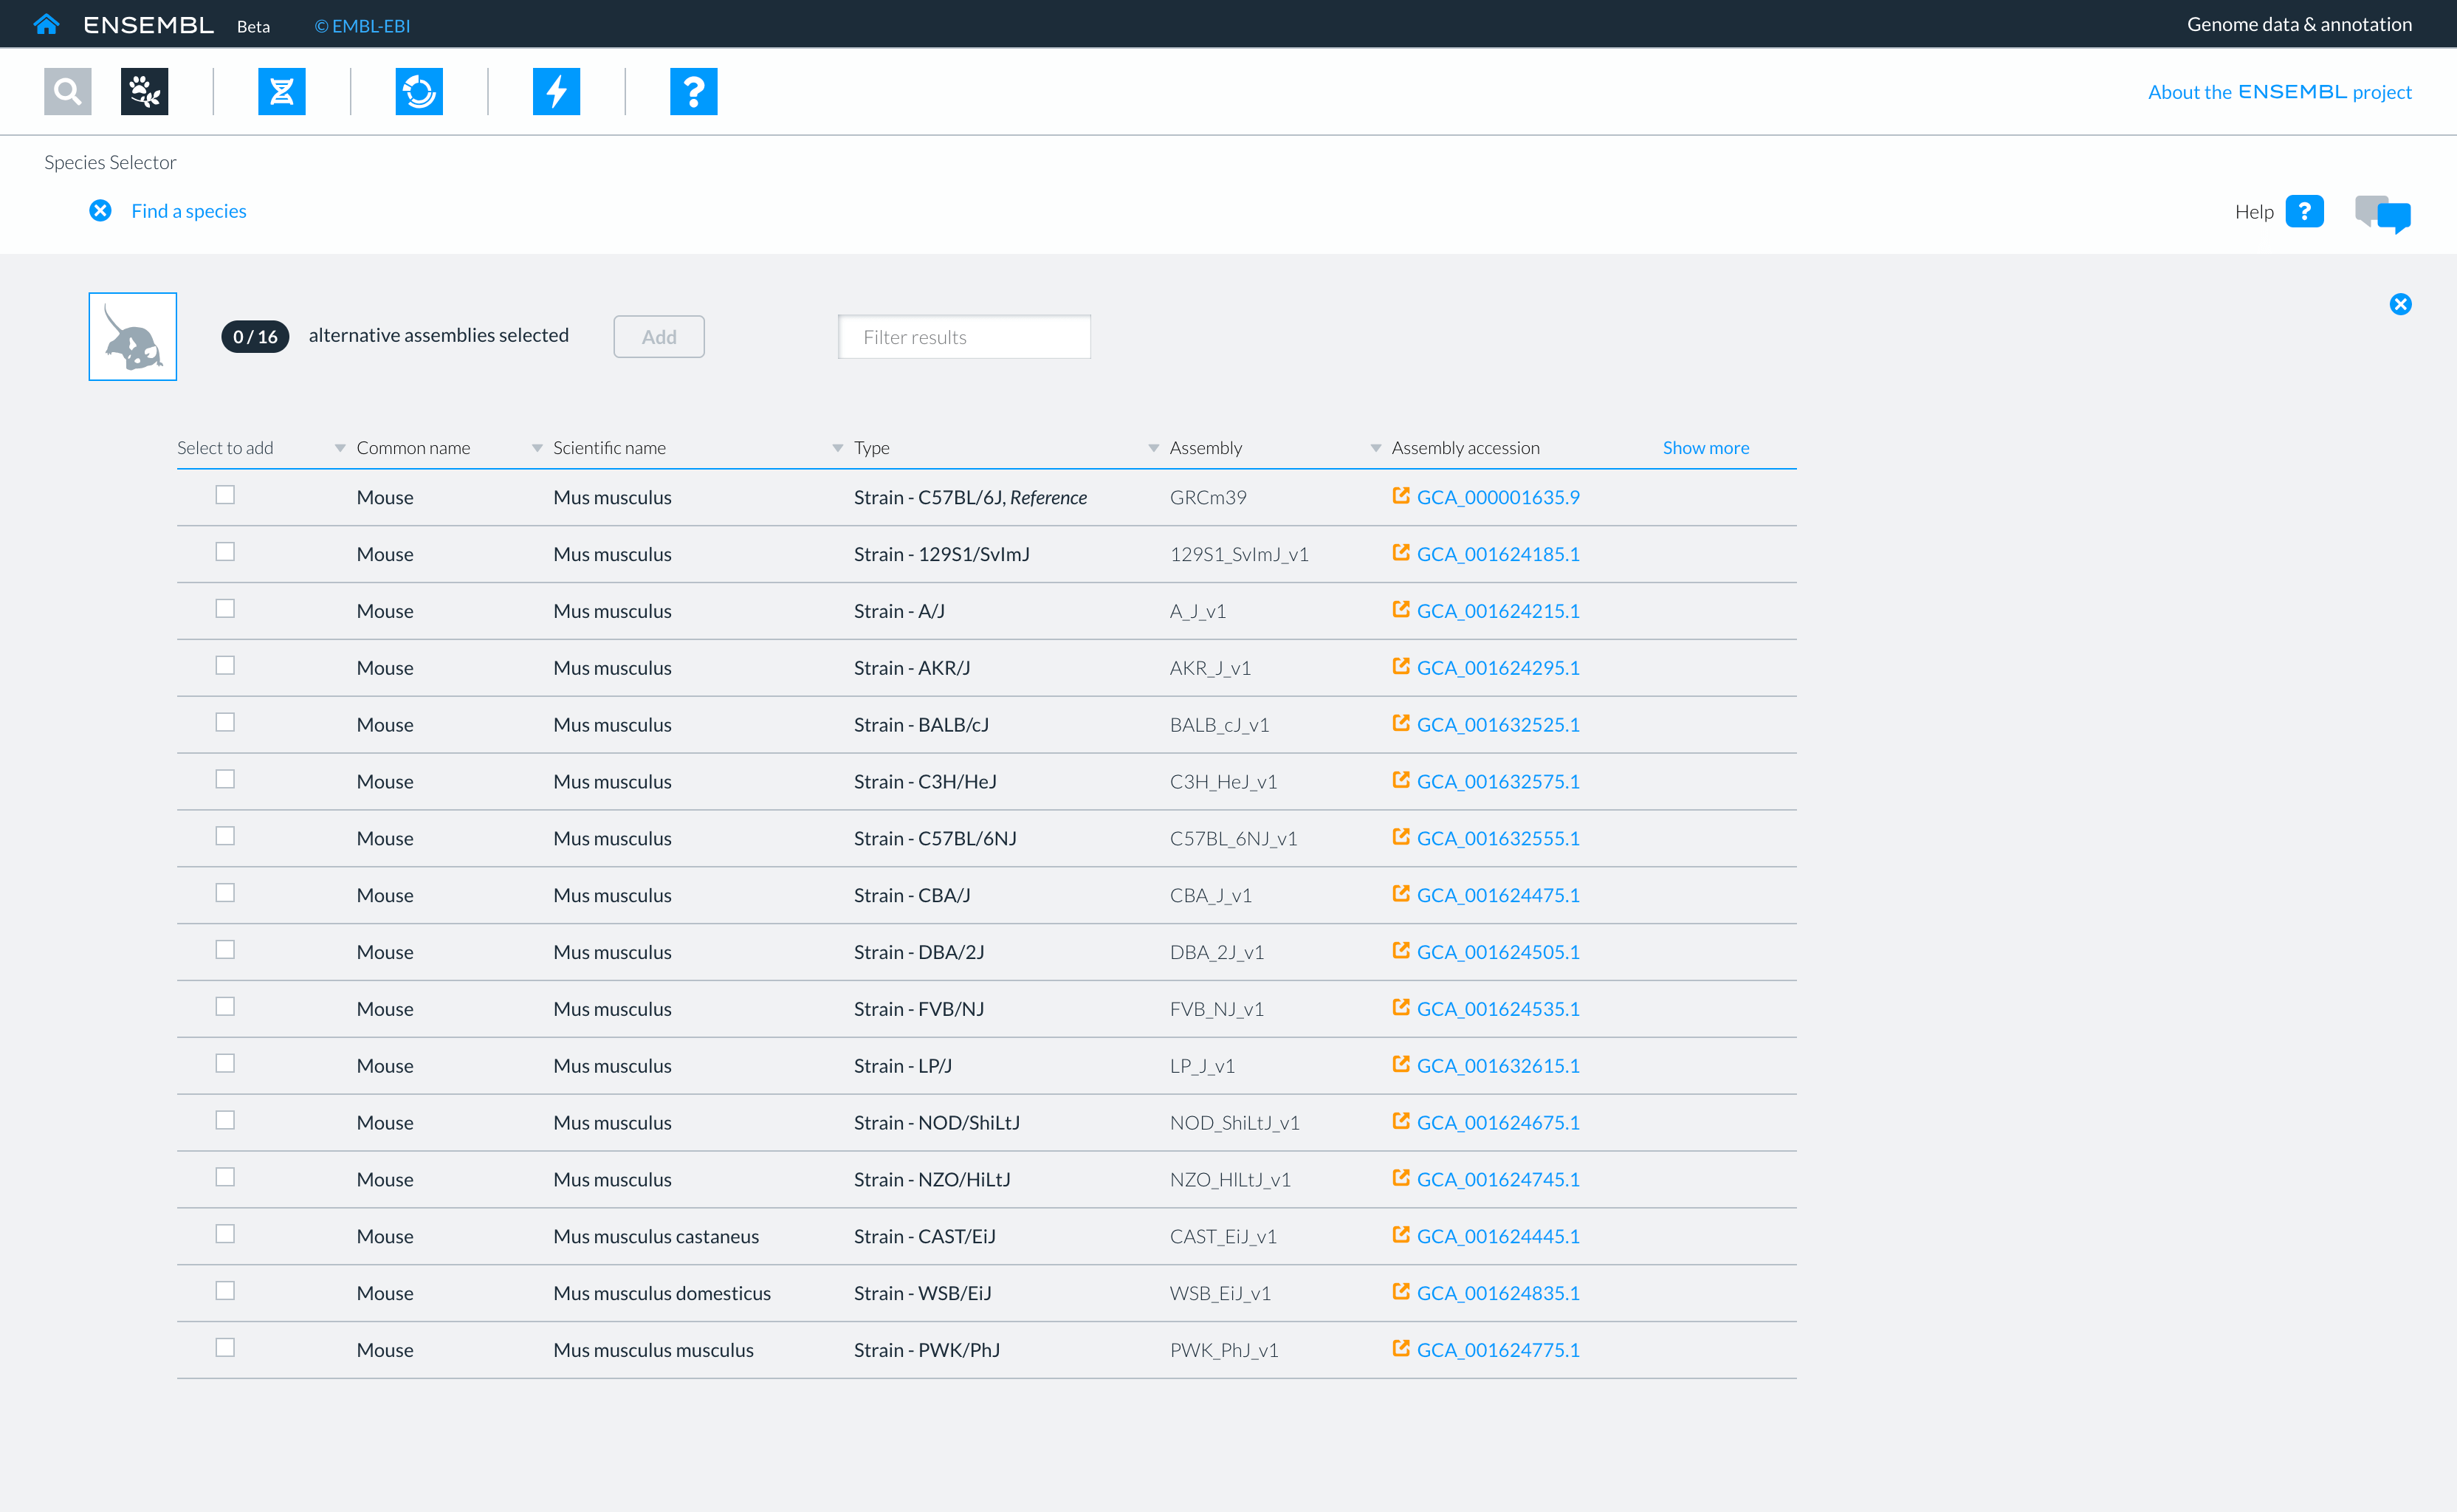 ENSEMBL Beta © EMBL-EBI Genome data & annotation
About the ENSEMBL project
Species Selector
Find a species Help
0 / 16 alternative assemblies selected Add Filter results
Select to add Common name Scientific name Type Assembly Assembly accession Show more
Mouse Mus musculus Strain - C57BL/6J, Reference GRCm39 GCA_000001635.9
Mouse Mus musculus Strain - 129S1/SvImJ 129S1_SvImJ_v1 GCA_001624185.1
Mouse Mus musculus Strain - A/J A_J_v1 GCA_001624215.1
Mouse Mus musculus Strain - AKR/J AKR_J_v1 GCA_001624295.1
Mouse Mus musculus Strain - BALB/cJ BALB_cJ_v1 GCA_001632525.1
Mouse Mus musculus Strain - C3H/HeJ C3H_HeJ_v1 GCA_001632575.1
Mouse Mus musculus Strain - C57BL/6NJ C57BL_6NJ_v1 GCA_001632555.1
Mouse Mus musculus Strain - CBA/J CBA_J_v1 GCA_001624475.1
Mouse Mus musculus Strain - DBA/2J DBA_2J_v1 GCA_001624505.1
Mouse Mus musculus Strain - FVB/NJ FVB_NJ_v1 GCA_001624535.1
Mouse Mus musculus Strain - LP/J LP_J_v1 GCA_001632615.1
Mouse Mus musculus Strain - NOD/ShiLtJ NOD_ShiLtJ_v1 GCA_001624675.1
Mouse Mus musculus Strain - NZO/HiLtJ NZO_HlLtJ_v1 GCA_001624745.1
Mouse Mus musculus castaneus Strain - CAST/EiJ CAST_EiJ_v1 GCA_001624445.1
Mouse Mus musculus domesticus Strain - WSB/EiJ WSB_EiJ_v1 GCA_001624835.1
Mouse Mus musculus musculus Strain - PWK/PhJ PWK_PhJ_v1 GCA_001624775.1